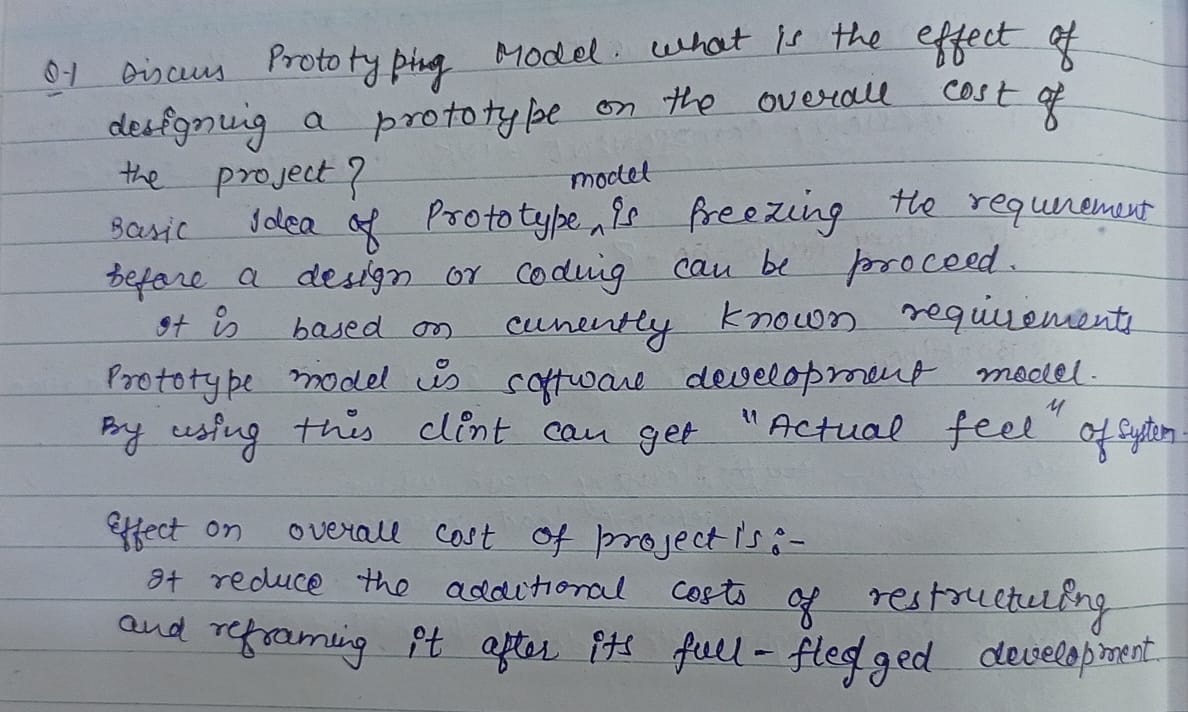 Q.1 Discuss Prototyping Model. what is the effect of
designing a prototype on the overall cost of
the project?
Basic Idea of Prototype model is freezing the requirement
before a design or coding can be proceed.
It is based on currently known requirements
Prototype model is software development model.
By using this clint can get "Actual feel" of system.
Effect on overall cost of project is :-
It reduce the additional costs of restructuring
and reframing it after its full-fledged development.